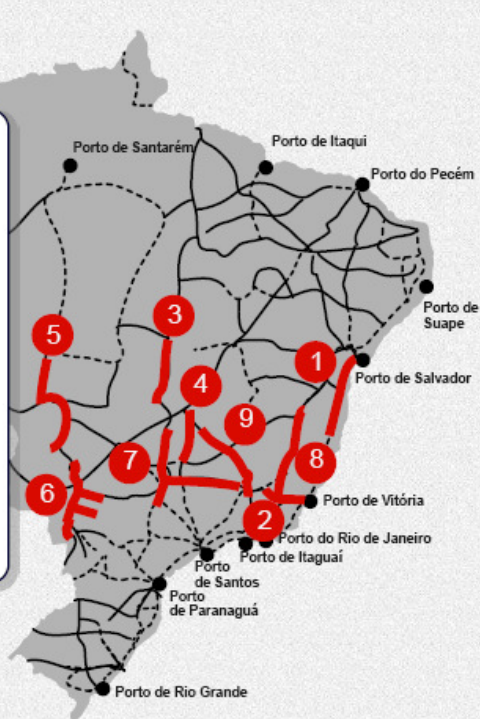 Porto de Itaqui
Porto de Santarém
Porto do Pecém
Porto de
Suape
3
5
1
Porto de Salvador
4
9
7
8
6
Porto de Vitória
2
Porto do Rio de Janeiro
Porto de Itaguaí
Porto
de Santos
Porto
de Paranaguá
Porto de Rio Grande